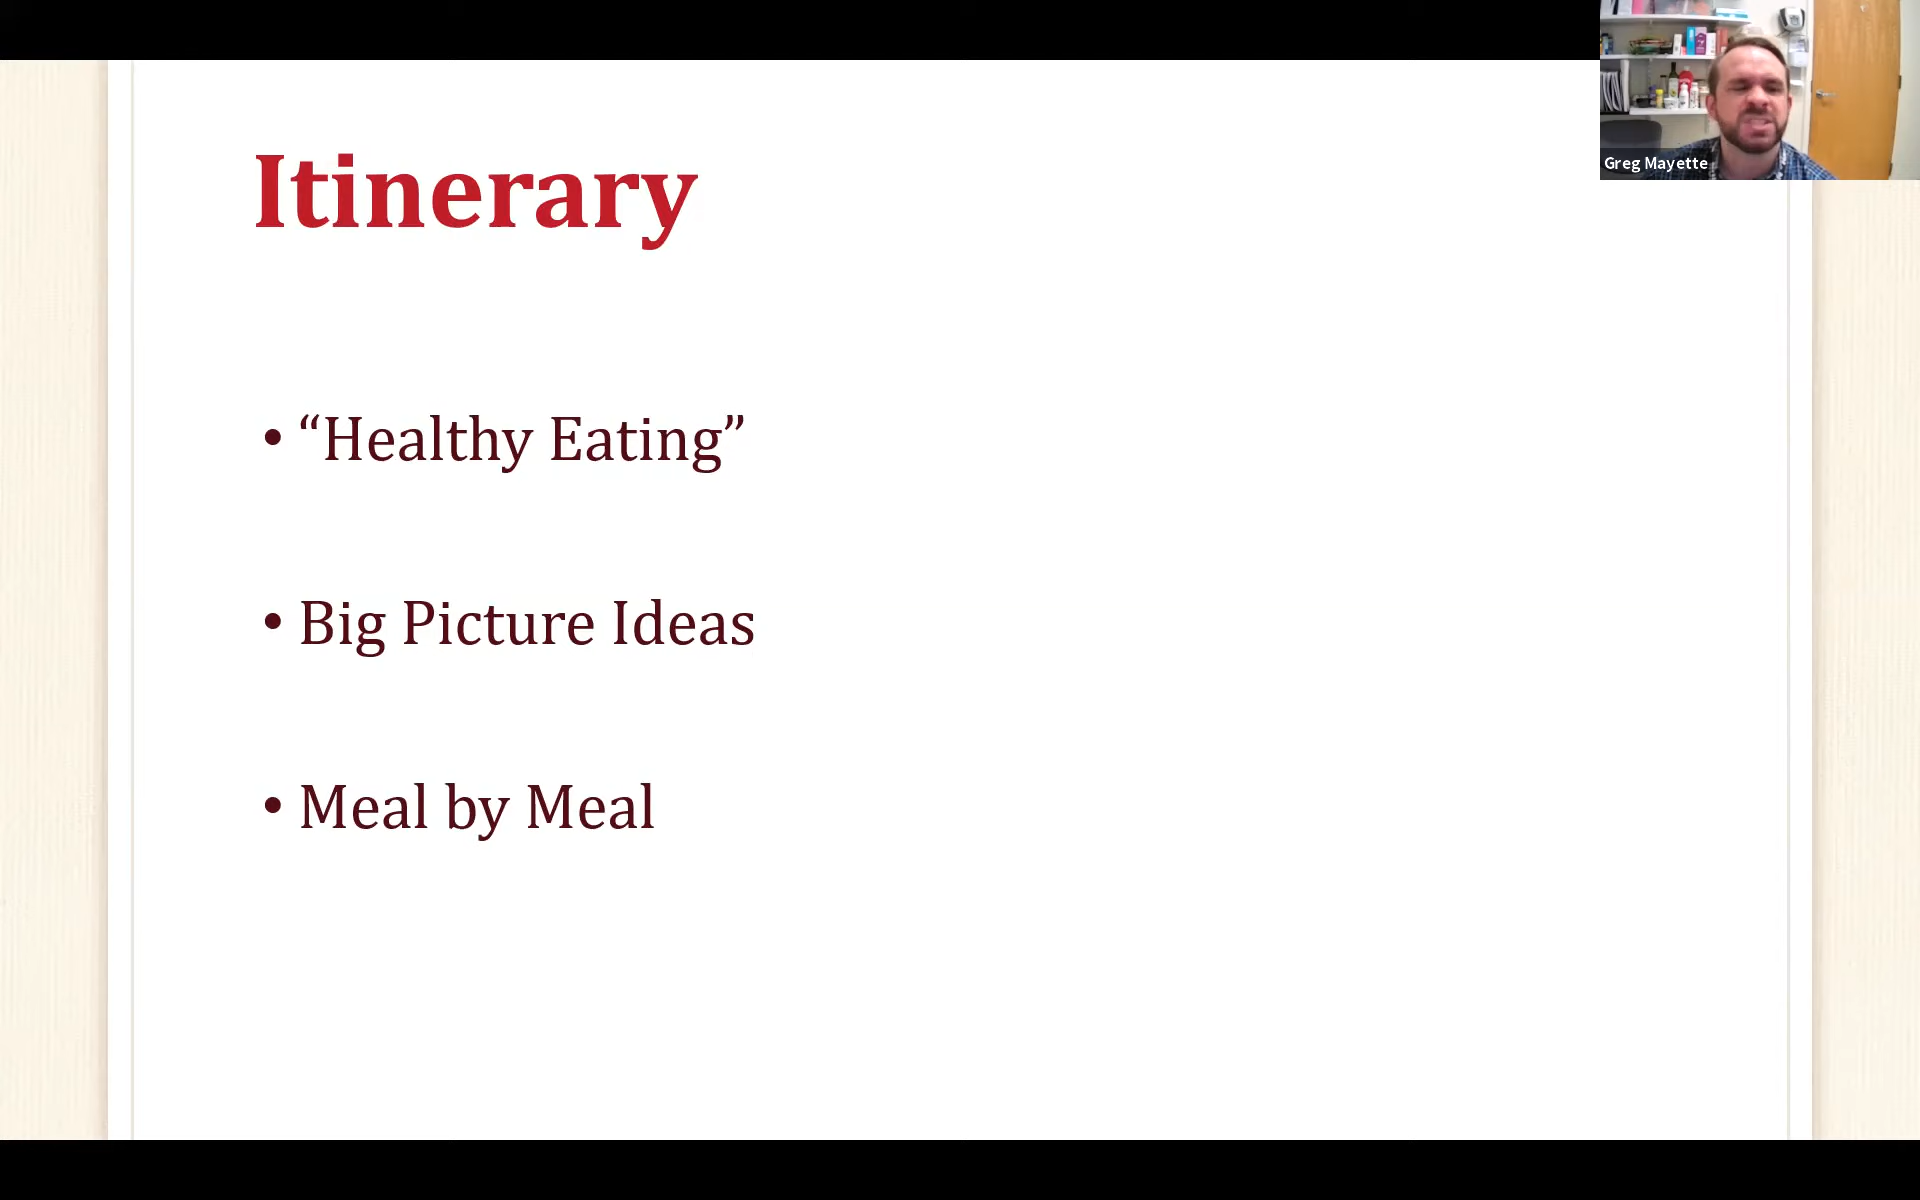 Itinerary
• “Healthy Eating”
• Big Picture Ideas
• Meal by Meal
Greg Mayette